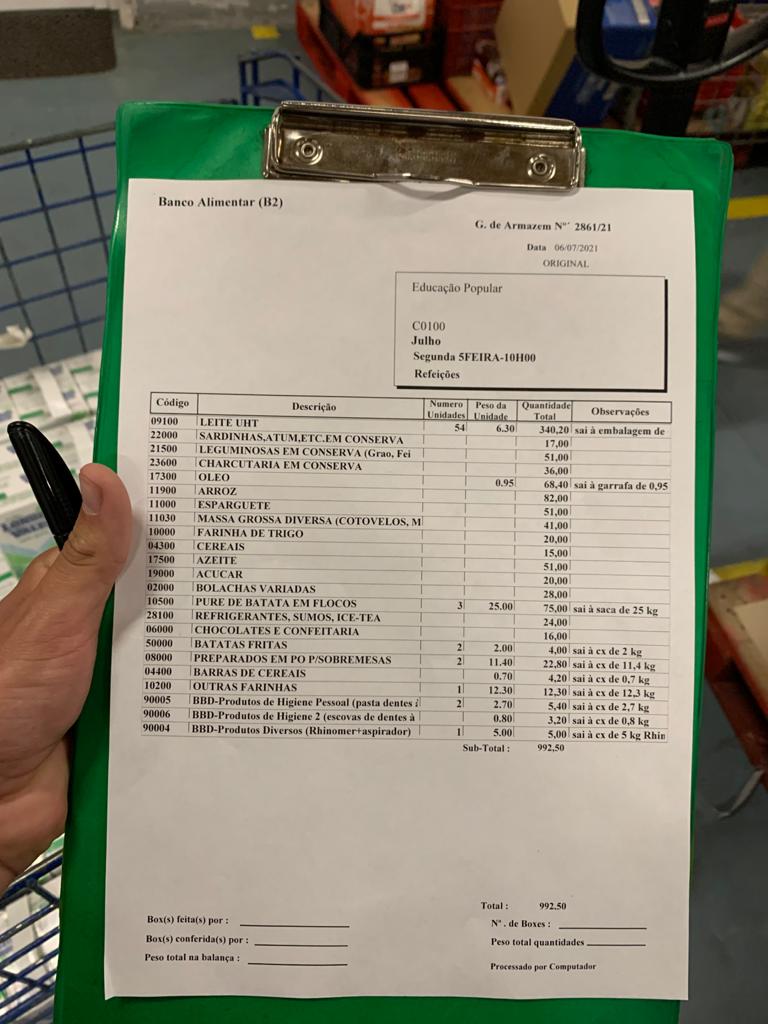 Banco Alimentar (B2)
G. de Armazem Nº 2861/21
Data 06/07/2021
ORIGINAL
Educação Popular
C0100
Julho
Segunda 5FEIRA-10H00
Refeições
Código Descrição Numero Unidades Peso da Unidade Quantidade Total Observações
09100 LEITE UHT 54 6.30 340,20 sai à embalagem de
22000 SARDINHAS,ATUM,ETC.EM CONSERVA 17,00
21500 LEGUMINOSAS EM CONSERVA (Grao, Fei 51,00
23600 CHARCUTARIA EM CONSERVA 36,00
17300 OLEO 0.95 68,40 sai à garrafa de 0,95
11900 ARROZ 82,00
11000 ESPARGUETE 51,00
11030 MASSA GROSSA DIVERSA (COTOVELOS, M 41,00
10000 FARINHA DE TRIGO 20,00
04300 CEREAIS 15,00
17500 AZEITE 51,00
19000 ACUCAR 20,00
02000 BOLACHAS VARIADAS 28,00
10500 PURE DE BATATA EM FLOCOS 3 25.00 75,00 sai à saca de 25 kg
28100 REFRIGERANTES, SUMOS, ICE-TEA 24,00
06000 CHOCOLATES E CONFEITARIA 16,00
50000 BATATAS FRITAS 2 2.00 4,00 sai à cx de 2 kg
08000 PREPARADOS EM PO P/SOBREMESAS 2 11.40 22,80 sai à cx de 11,4 kg
04400 BARRAS DE CEREAIS 0.70 4,20 sai à cx de 0,7 kg
10200 OUTRAS FARINHAS 1 12.30 12,30 sai à cx de 12,3 kg
90005 BBD-Produtos de Higiene Pessoal (pasta dentes 2 2.70 5,40 sai à cx de 2,7 kg
90006 BBD-Produtos de Higiene 2 (escovas de dentes à 0.80 3,20 sai à cx de 0,8 kg
90004 BBD-Produtos Diversos (Rhinomer+aspirador) 1 5.00 5,00 sai à cx de 5 kg Rhin
Sub-Total : 992,50
Total : 992,50
Box(s) feita(s) por :
Nº . de Boxes :
Box(s) conferida(s) por :
Peso total quantidades
Peso total na balança :
Processado por Computador